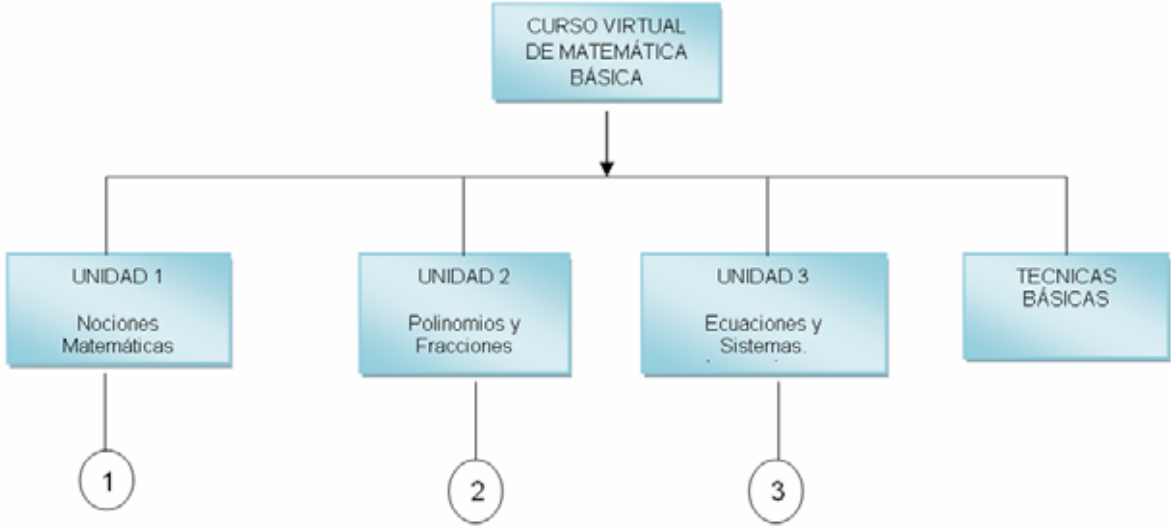 CURSO VIRTUAL
DE MATEMÁTICA
BÁSICA
UNIDAD 1
Nociones
Matemáticas
UNIDAD 2
Polinomios y
Fracciones
UNIDAD 3
Ecuaciones y
Sistemas.
TECNICAS
BÁSICAS
1
2
3